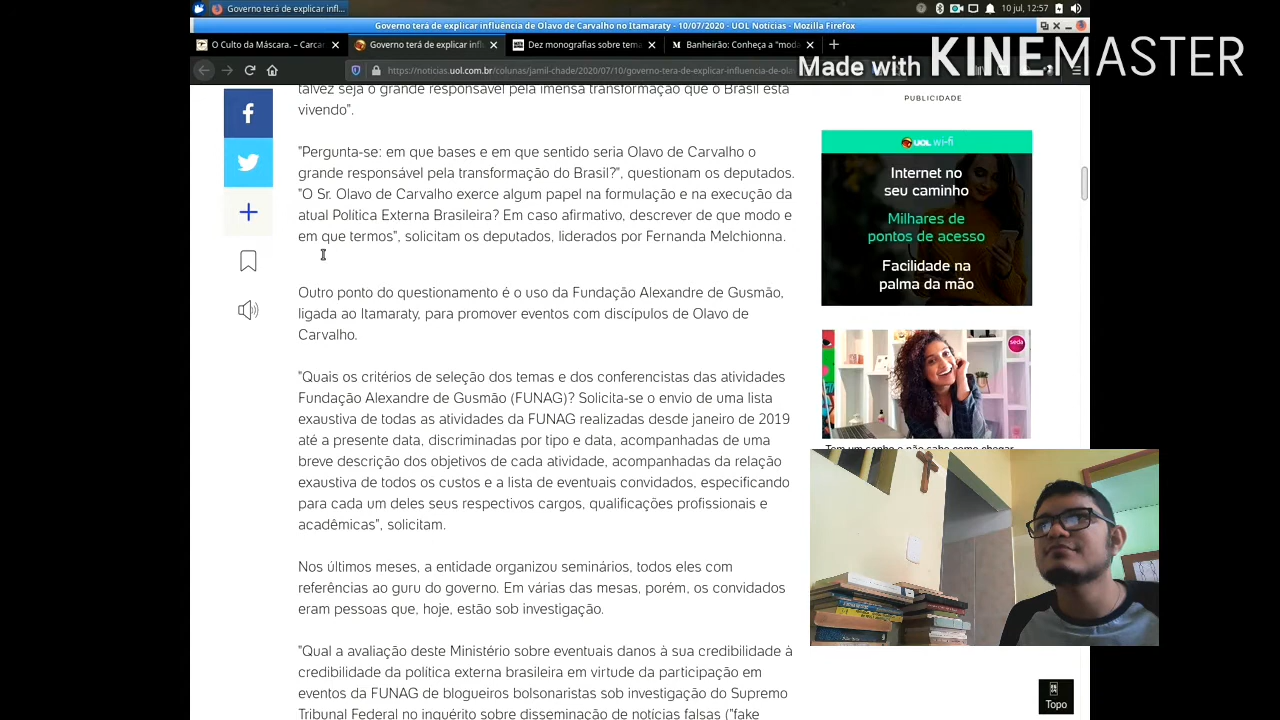 Governo terá de explicar infl...
10 jul, 12:57
Governo terá de explicar influência de Olavo de Carvalho no Itamaraty - 10/07/2020 - UOL Notícias - Mozilla Firefox
O Culto da Máscara. – Carcar
Governo terá de explicar infl
Dez monografias sobre tema
Banheirão: Conheça a "moda
Made with KINEMASTER
https://noticias.uol.com.br/colunas/jamil-chade/2020/07/10/governo-tera-de-explicar-influencia-de-ola
talvez seja o grande responsável pela imensa transformação que o Brasil está
vivendo".
"Pergunta-se: em que bases e em que sentido seria Olavo de Carvalho o
grande responsável pela transformação do Brasil?", questionam os deputados.
"O Sr. Olavo de Carvalho exerce algum papel na formulação e na execução da
atual Política Externa Brasileira? Em caso afirmativo, descrever de que modo e
em que termos", solicitam os deputados, liderados por Fernanda Melchionna.
Outro ponto do questionamento é o uso da Fundação Alexandre de Gusmão,
ligada ao Itamaraty, para promover eventos com discípulos de Olavo de
Carvalho.
"Quais os critérios de seleção dos temas e dos conferencistas das atividades
Fundação Alexandre de Gusmão (FUNAG)? Solicita-se o envio de uma lista
exaustiva de todas as atividades da FUNAG realizadas desde janeiro de 2019
até a presente data, discriminadas por tipo e data, acompanhadas de uma
breve descrição dos objetivos de cada atividade, acompanhadas da relação
exaustiva de todos os custos e a lista de eventuais convidados, especificando
para cada um deles seus respectivos cargos, qualificações profissionais e
acadêmicas", solicitam.
Nos últimos meses, a entidade organizou seminários, todos eles com
referências ao guru do governo. Em várias das mesas, porém, os convidados
eram pessoas que, hoje, estão sob investigação.
"Qual a avaliação deste Ministério sobre eventuais danos à sua credibilidade à
credibilidade da política externa brasileira em virtude da participação em
eventos da FUNAG de blogueiros bolsonaristas sob investigação do Supremo
Tribunal Federal no inquérito sobre disseminação de notícias falsas ("fake
PUBLICIDADE
UOL wi-fi
Internet no
seu caminho
Milhares de
pontos de acesso
Facilidade na
palma da mão
seda
Tem um sonho e não sabe como chegar
Topo